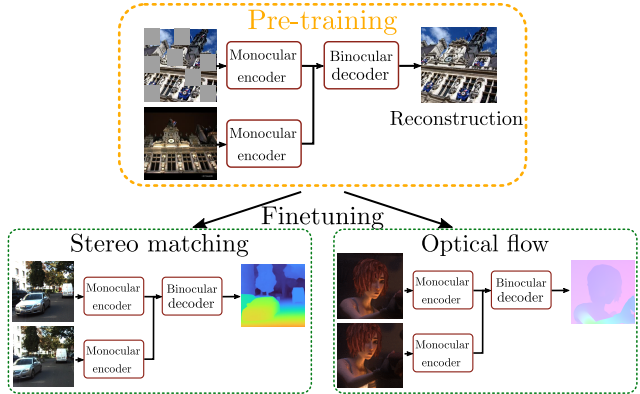 Pre-training
Monocular
encoder
Binocular
decoder
Reconstruction
Monocular
encoder
Finetuning
Stereo matching
Monocular
encoder
Binocular
decoder
Monocular
encoder
Optical flow
Monocular
encoder
Binocular
decoder
Monocular
encoder